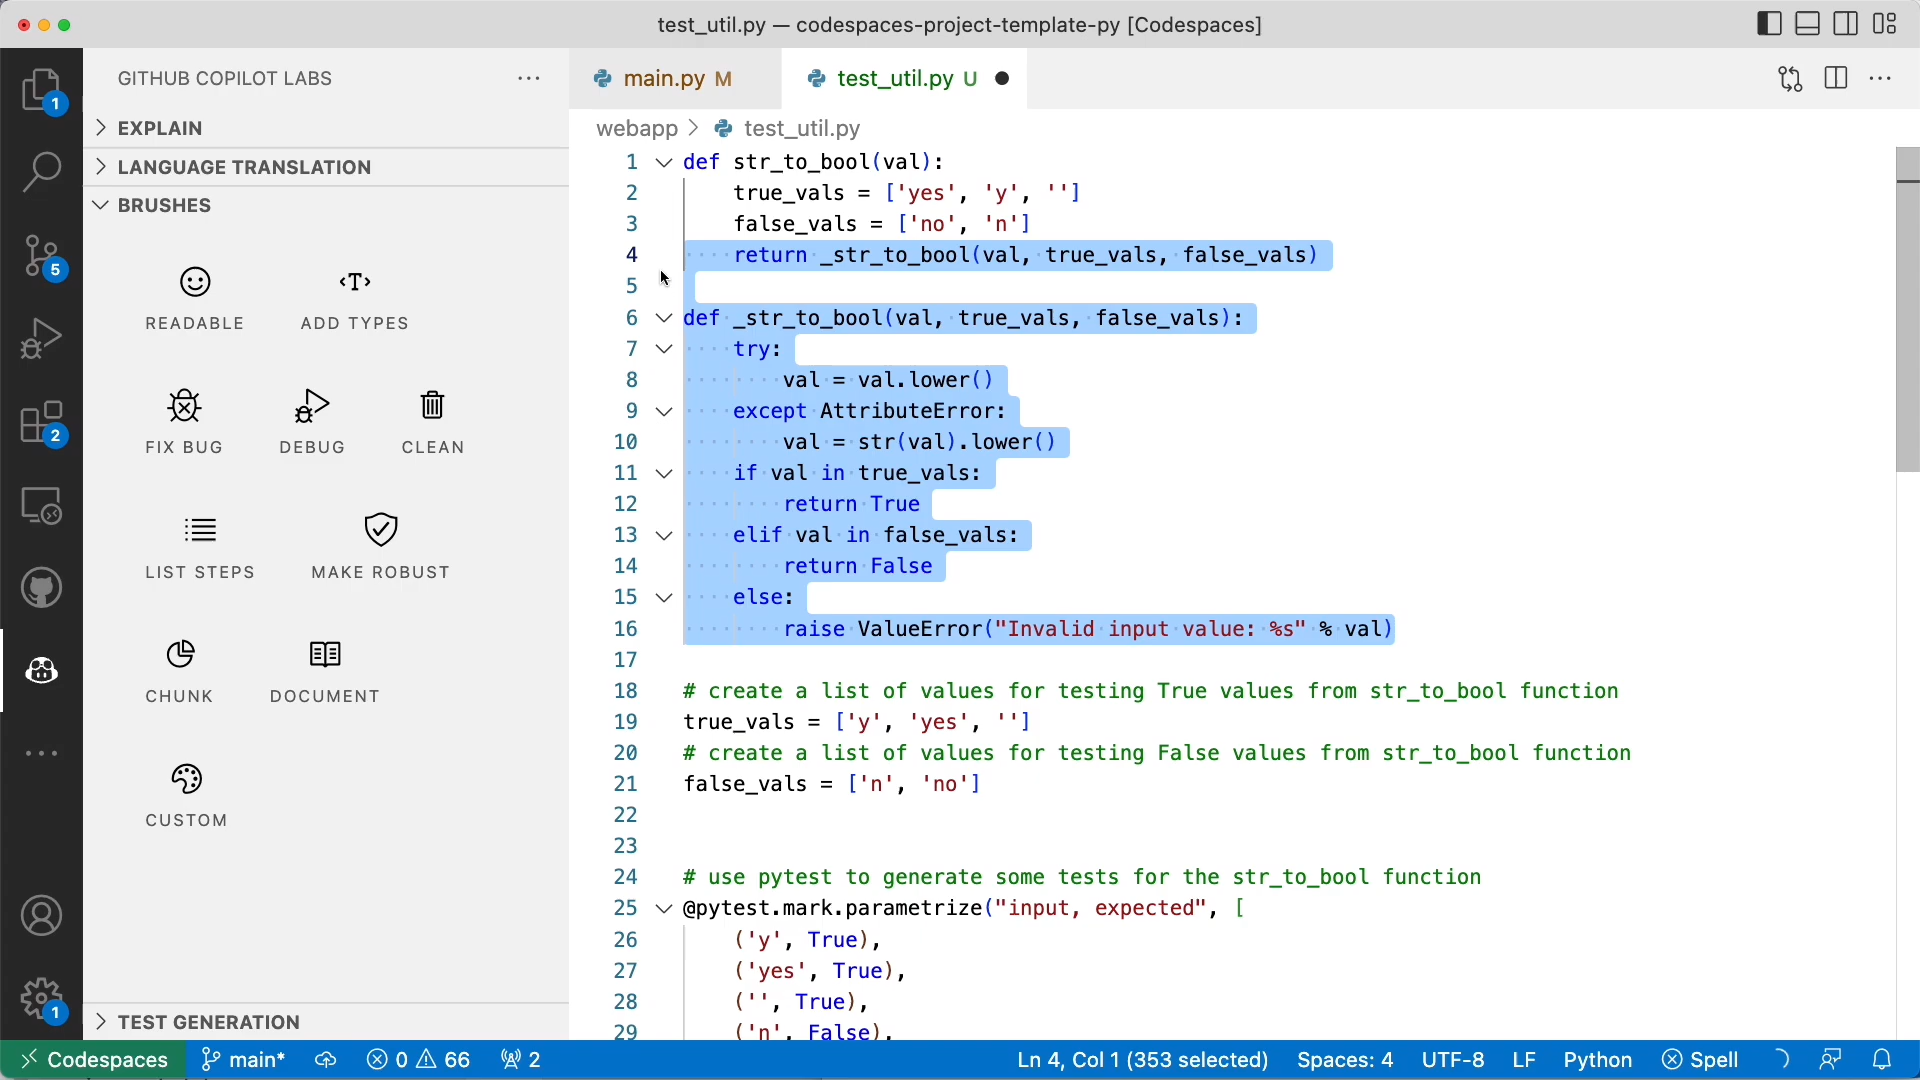 test_util.py — codespaces-project-template-py [Codespaces]
GITHUB COPILOT LABS
main.py M
test_util.py U
1
EXPLAIN
webapp > test_util.py
LANGUAGE TRANSLATION
BRUSHES
1 def str_to_bool(val):
2 true_vals = ['yes', 'y', '']
3 false_vals = ['no', 'n']
4 return _str_to_bool(val, true_vals, false_vals)
5
6 def _str_to_bool(val, true_vals, false_vals):
7 try:
8 val = val.lower()
9 except AttributeError:
10 val = str(val).lower()
11 if val in true_vals:
12 return True
13 elif val in false_vals:
14 return False
15 else:
16 raise ValueError("Invalid input value: %s" % val)
17
18 # create a list of values for testing True values from str_to_bool function
19 true_vals = ['y', 'yes', '']
20 # create a list of values for testing False values from str_to_bool function
21 false_vals = ['n', 'no']
22
23
24 # use pytest to generate some tests for the str_to_bool function
25 @pytest.mark.parametrize("input, expected", [
26 ('y', True),
27 ('yes', True),
28 ('', True),
29 ('n', False),
5
READABLE
ADD TYPES
2
FIX BUG
DEBUG
CLEAN
LIST STEPS
MAKE ROBUST
CHUNK
DOCUMENT
CUSTOM
1
TEST GENERATION
Codespaces
main*
0
66
2
Ln 4, Col 1 (353 selected)
Spaces: 4
UTF-8
LF
Python
Spell